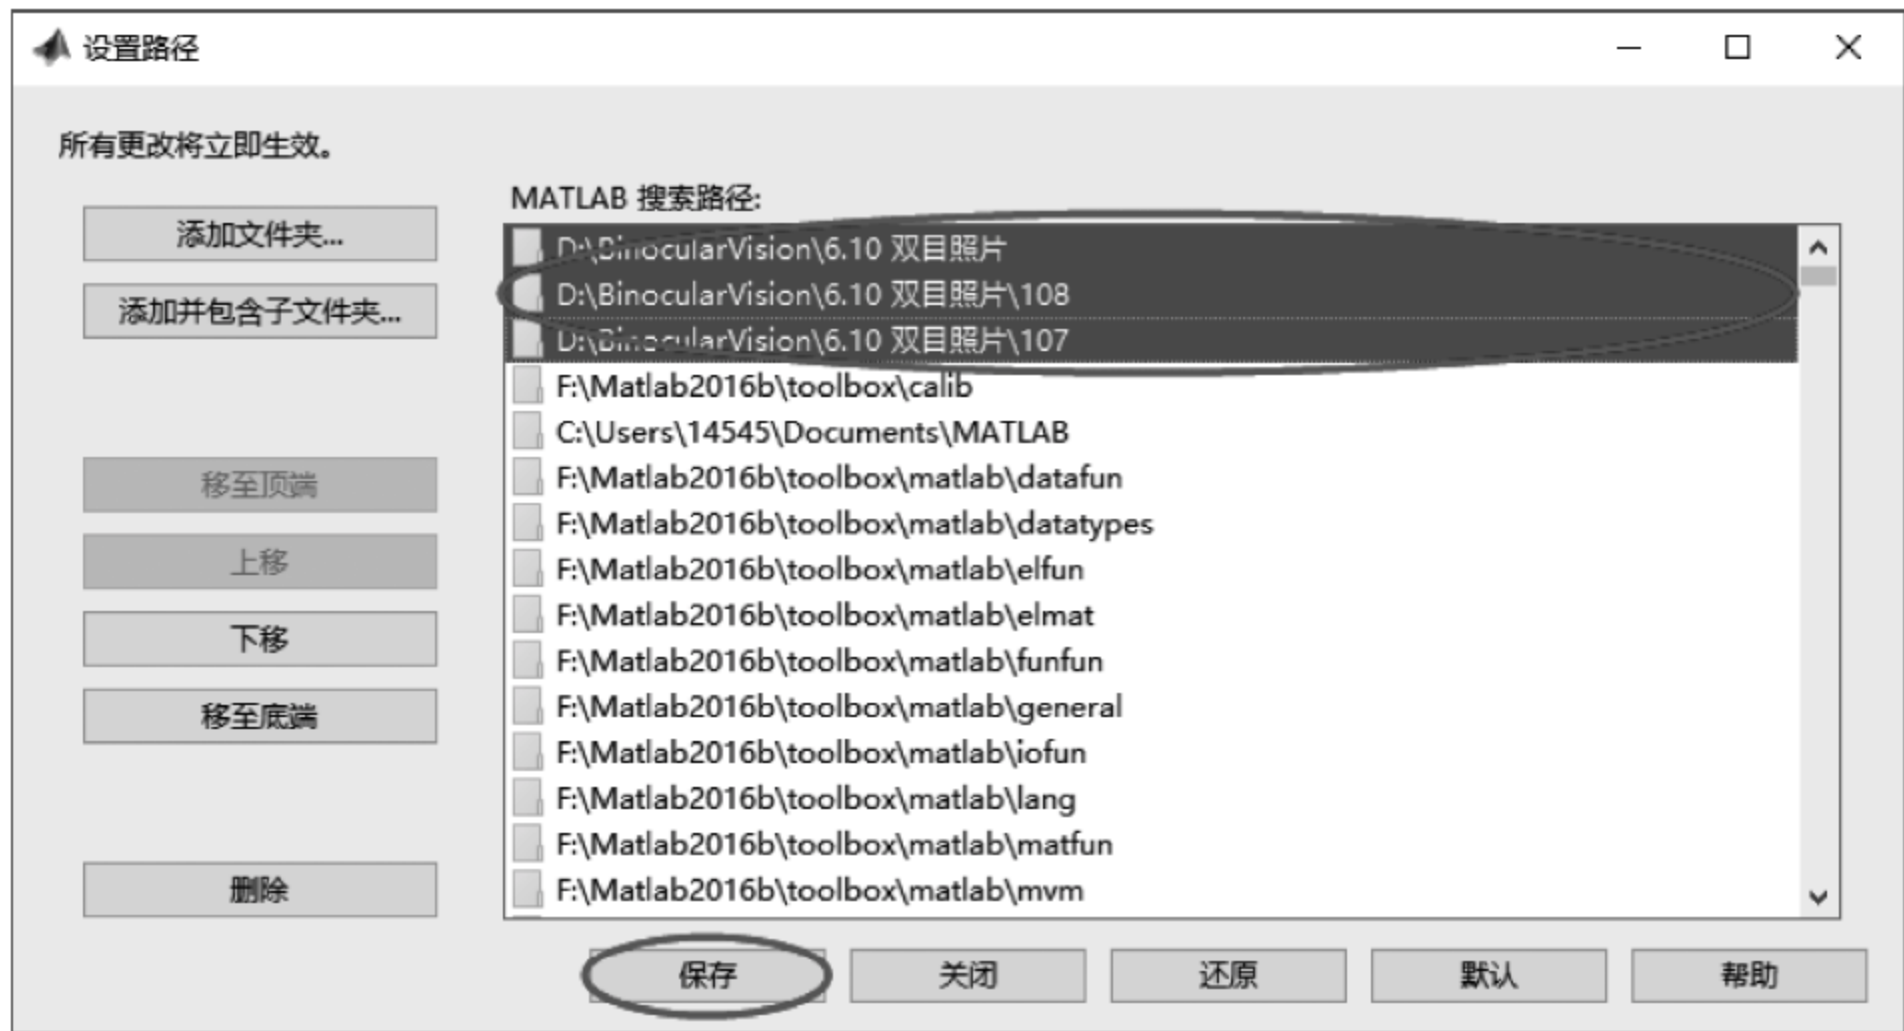 设置路径
所有更改将立即生效。
MATLAB 搜索路径:
添加文件夹...
添加并包含子文件夹...
移至顶端
上移
下移
移至底端
删除
D:\BinocularVision\6.10 双目照片
D:\BinocularVision\6.10 双目照片\108
D:\BinocularVision\6.10 双目照片\107
F:\Matlab2016b\toolbox\calib
C:\Users\14545\Documents\MATLAB
F:\Matlab2016b\toolbox\matlab\datafun
F:\Matlab2016b\toolbox\matlab\datatypes
F:\Matlab2016b\toolbox\matlab\elfun
F:\Matlab2016b\toolbox\matlab\elmat
F:\Matlab2016b\toolbox\matlab\funfun
F:\Matlab2016b\toolbox\matlab\general
F:\Matlab2016b\toolbox\matlab\iofun
F:\Matlab2016b\toolbox\matlab\lang
F:\Matlab2016b\toolbox\matlab\matfun
F:\Matlab2016b\toolbox\matlab\mvm
保存
关闭
还原
默认
帮助